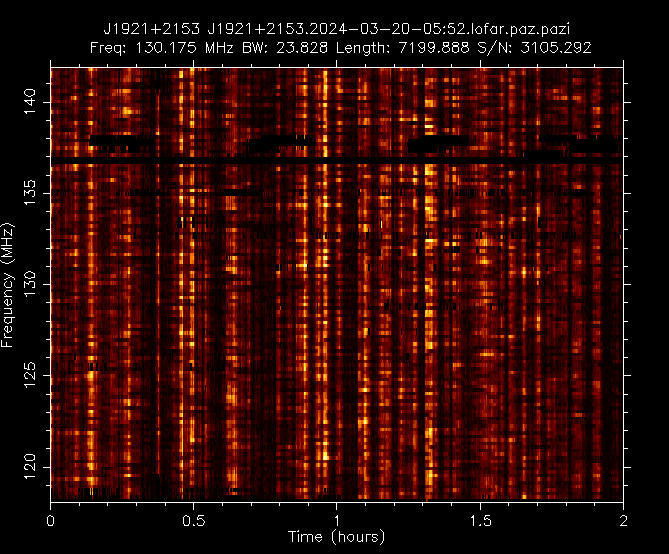 J1921+2153 J1921+2153.2024-03-20-05:52.lofar.paz.pazi
Freq: 130.175 MHz BW: 23.828 Length: 7199.888 S/N: 3105.292
140
135
130
125
120
Frequency (MHz)
0 0.5 1 1.5 2
Time (hours)